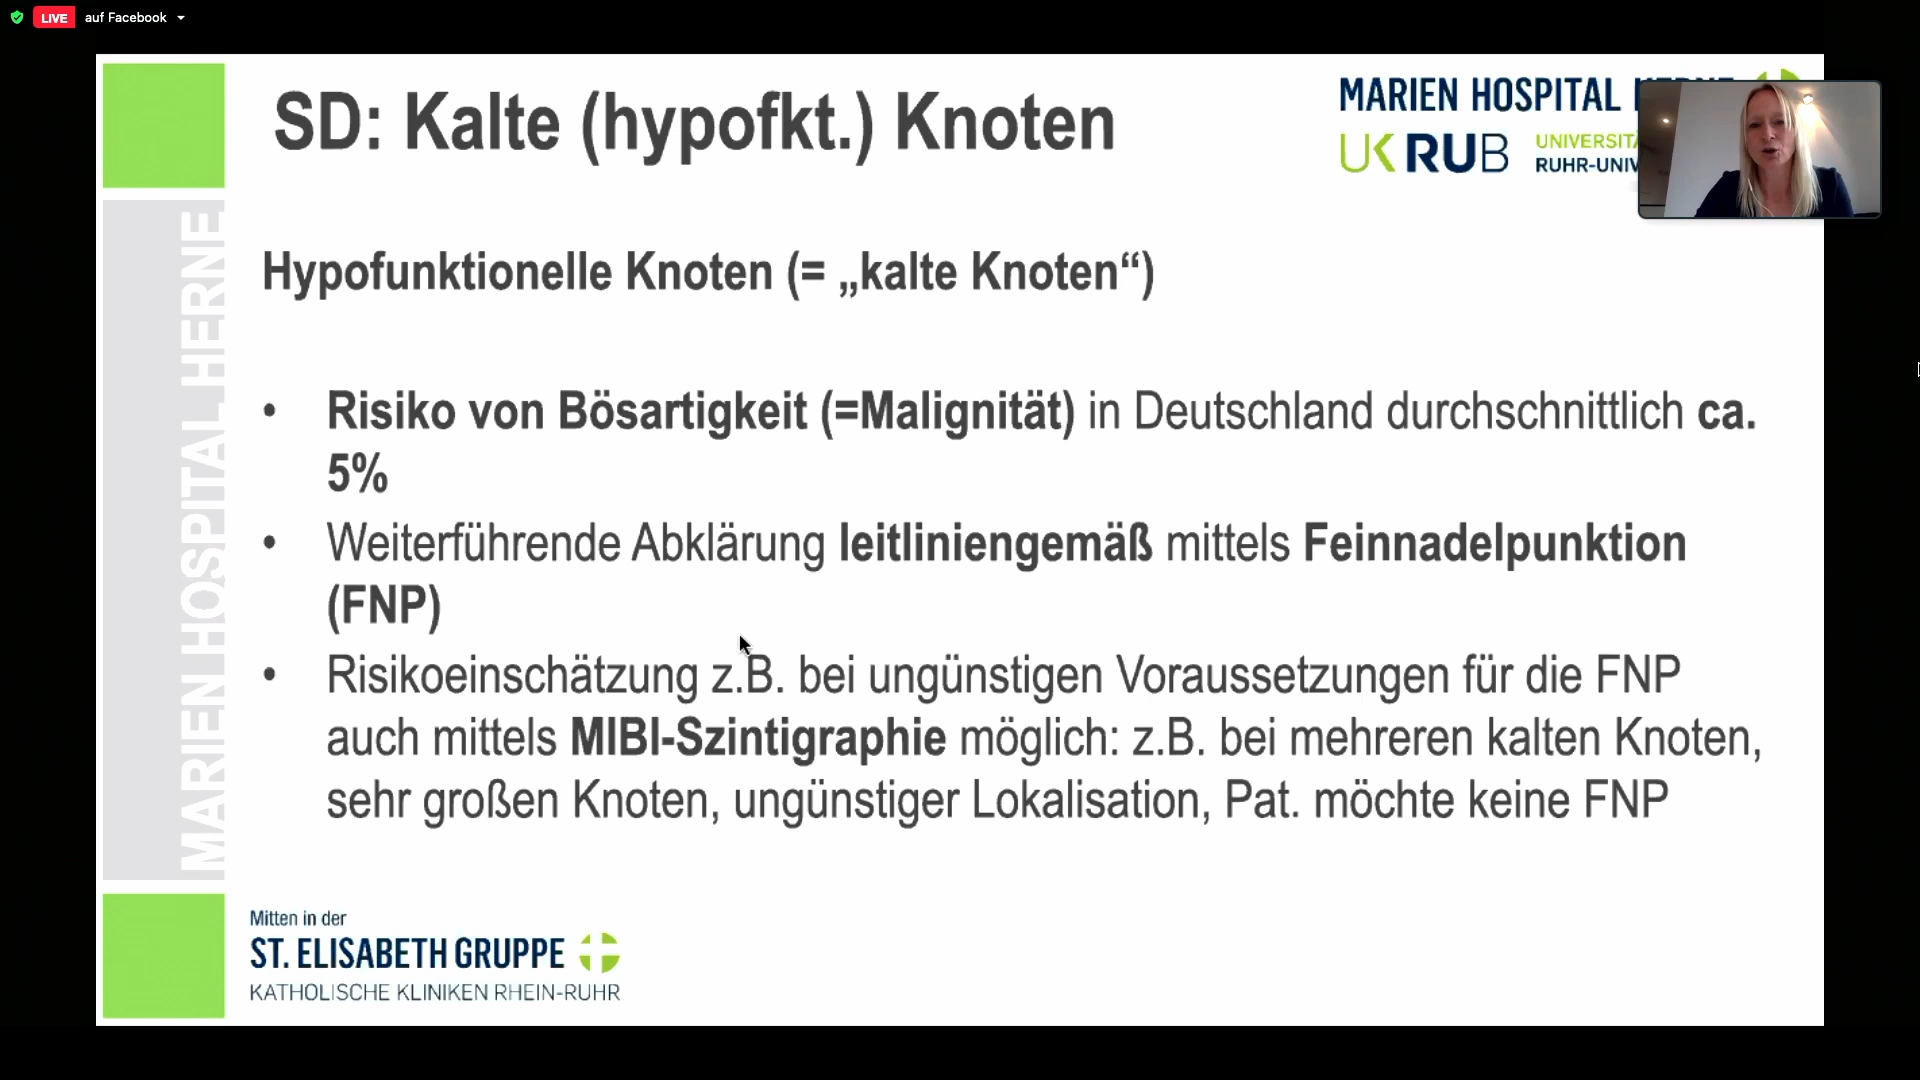 LIVE auf Facebook
SD: Kalte (hypofkt.) Knoten
MARIEN HOSPITAL
UK RUB
RUHR-UNIV
MARIEN HOSPITAL HERNE
Hypofunktionelle Knoten (= „kalte Knoten“)
• Risiko von Bösartigkeit (=Malignität) in Deutschland durchschnittlich ca.
5%
• Weiterführende Abklärung leitliniengemäß mittels Feinnadelpunktion
(FNP)
• Risikoeinschätzung z.B. bei ungünstigen Voraussetzungen für die FNP
auch mittels MIBI-Szintigraphie möglich: z.B. bei mehreren kalten Knoten,
sehr großen Knoten, ungünstiger Lokalisation, Pat. möchte keine FNP
Mitten in der
ST. ELISABETH GRUPPE
KATHOLISCHE KLINIKEN RHEIN-RUHR